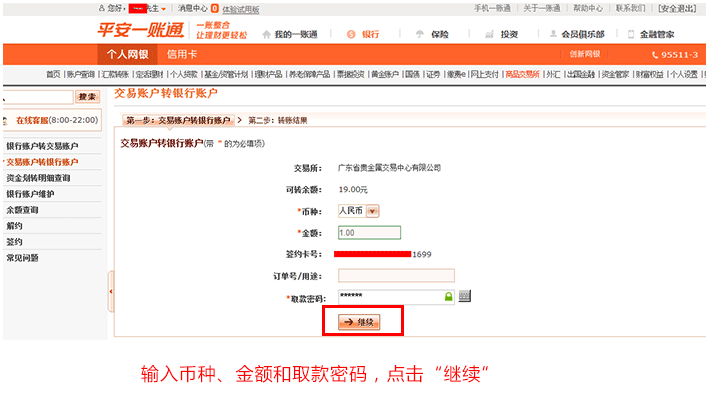 您好, 先生 消息中心 0 体验试用版 手机一账通 关于一账通 帮助中心 联系我们 [安全退出]
平安一账通 一账整合
让理财更轻松
我的一账通 银行 保险 投资 会员俱乐部 金融管家
个人网银 信用卡 创新网银 95511-3
首页 账户查询 汇款转账 定活理财 个人贷款 基金/资管计划 理财产品 养老保障产品 票据投资 黄金账户 国债 证券 缴费e 网上支付 商品交易所 外汇 出国金融 资金管家 财富权益 个人设置
搜索
在线客服(8:00-22:00)
银行账户转交易账户
交易账户转银行账户
资金划转明细查询
银行账户维护
余额查询
解约
签约
常见问题
交易账户转银行账户
第一步:交易账户转银行账户 > 第二步:转账结果
交易账户转银行账户(带 * 的为必填项)
交易所: 广东省贵金属交易中心有限公司
可转余额: 19.00元
*币种: 人民币
*金额: 1.00
签约卡号: 1699
订单号/用途:
*取款密码: ******
继续
输入币种、金额和取款密码，点击“继续”